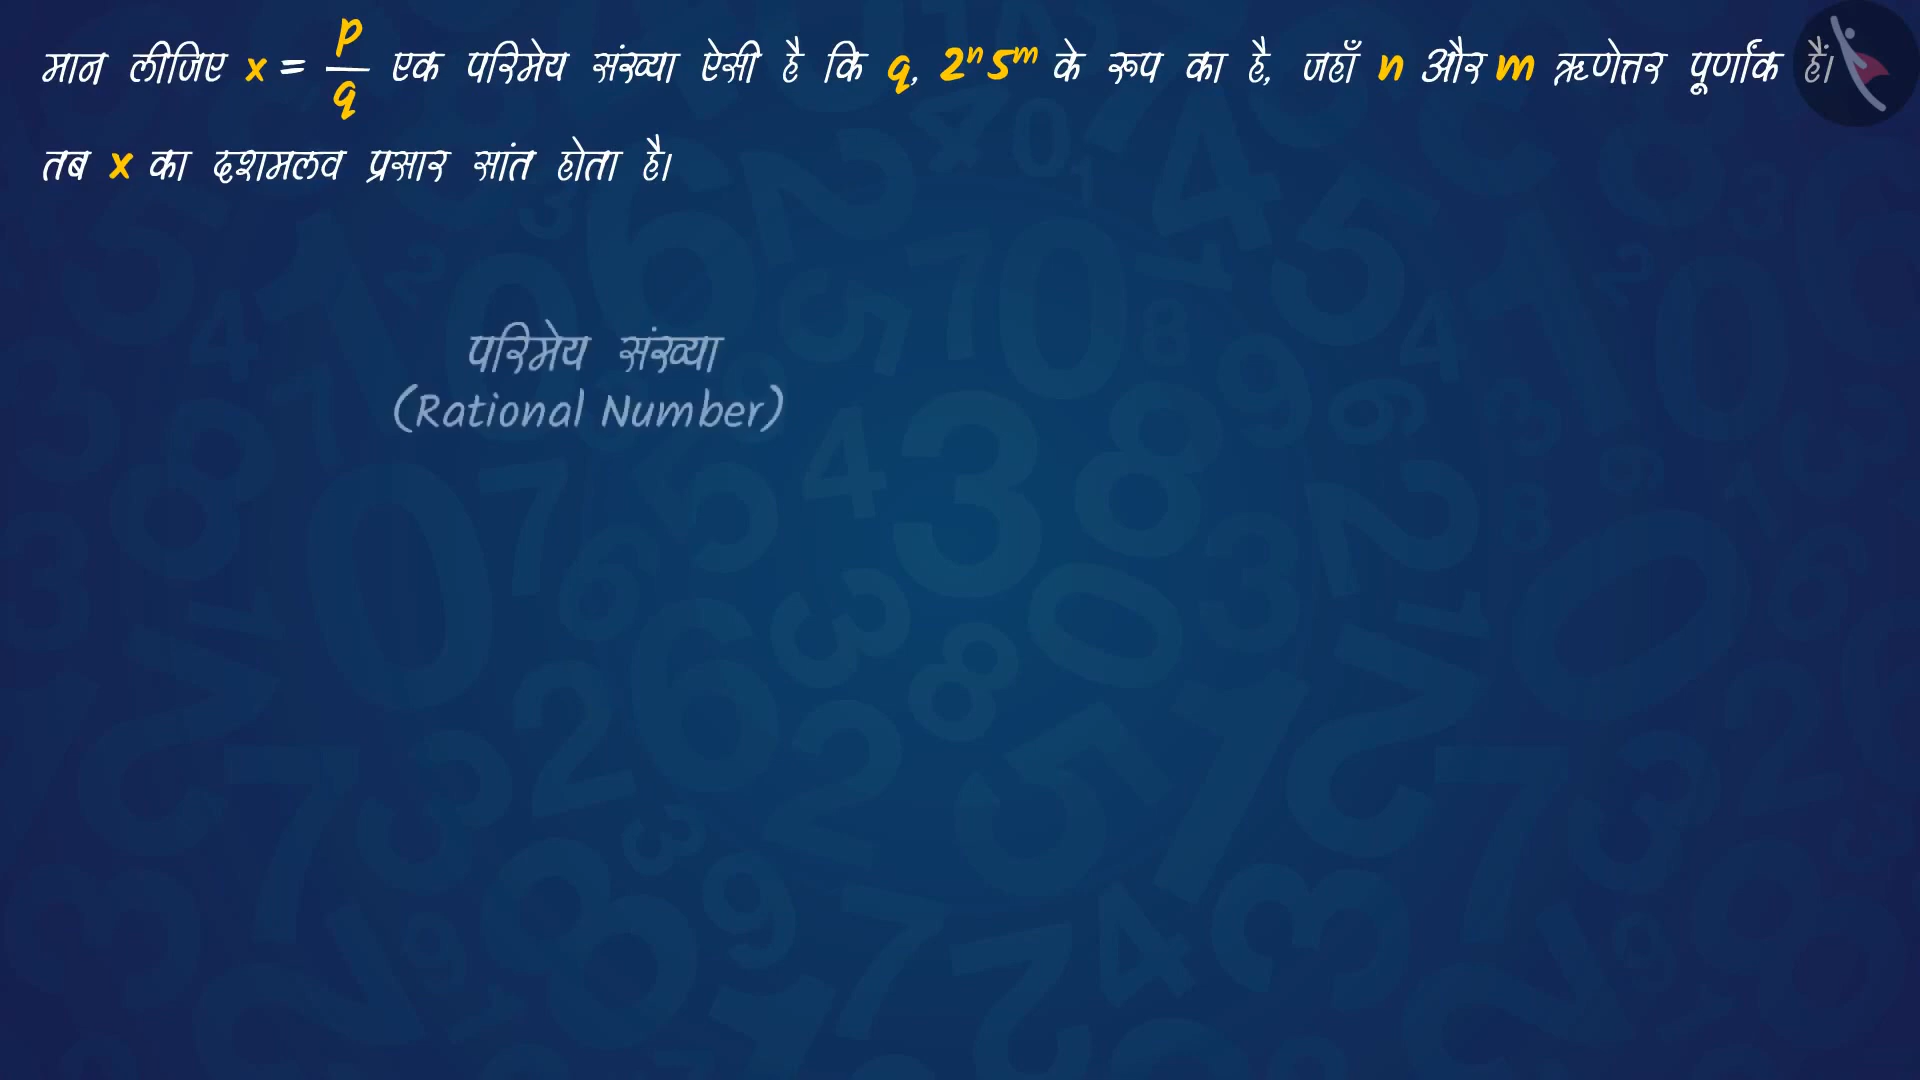 मान लीजिए x = p/q एक परिमेय संख्या ऐसी है कि q, 2ⁿ5ᵐ के रूप का है, जहाँ n और m ऋणेत्तर पूर्णांक हैं।
तब x का दशमलव प्रसार सांत होता है।
परिमेय संख्या
(Rational Number)